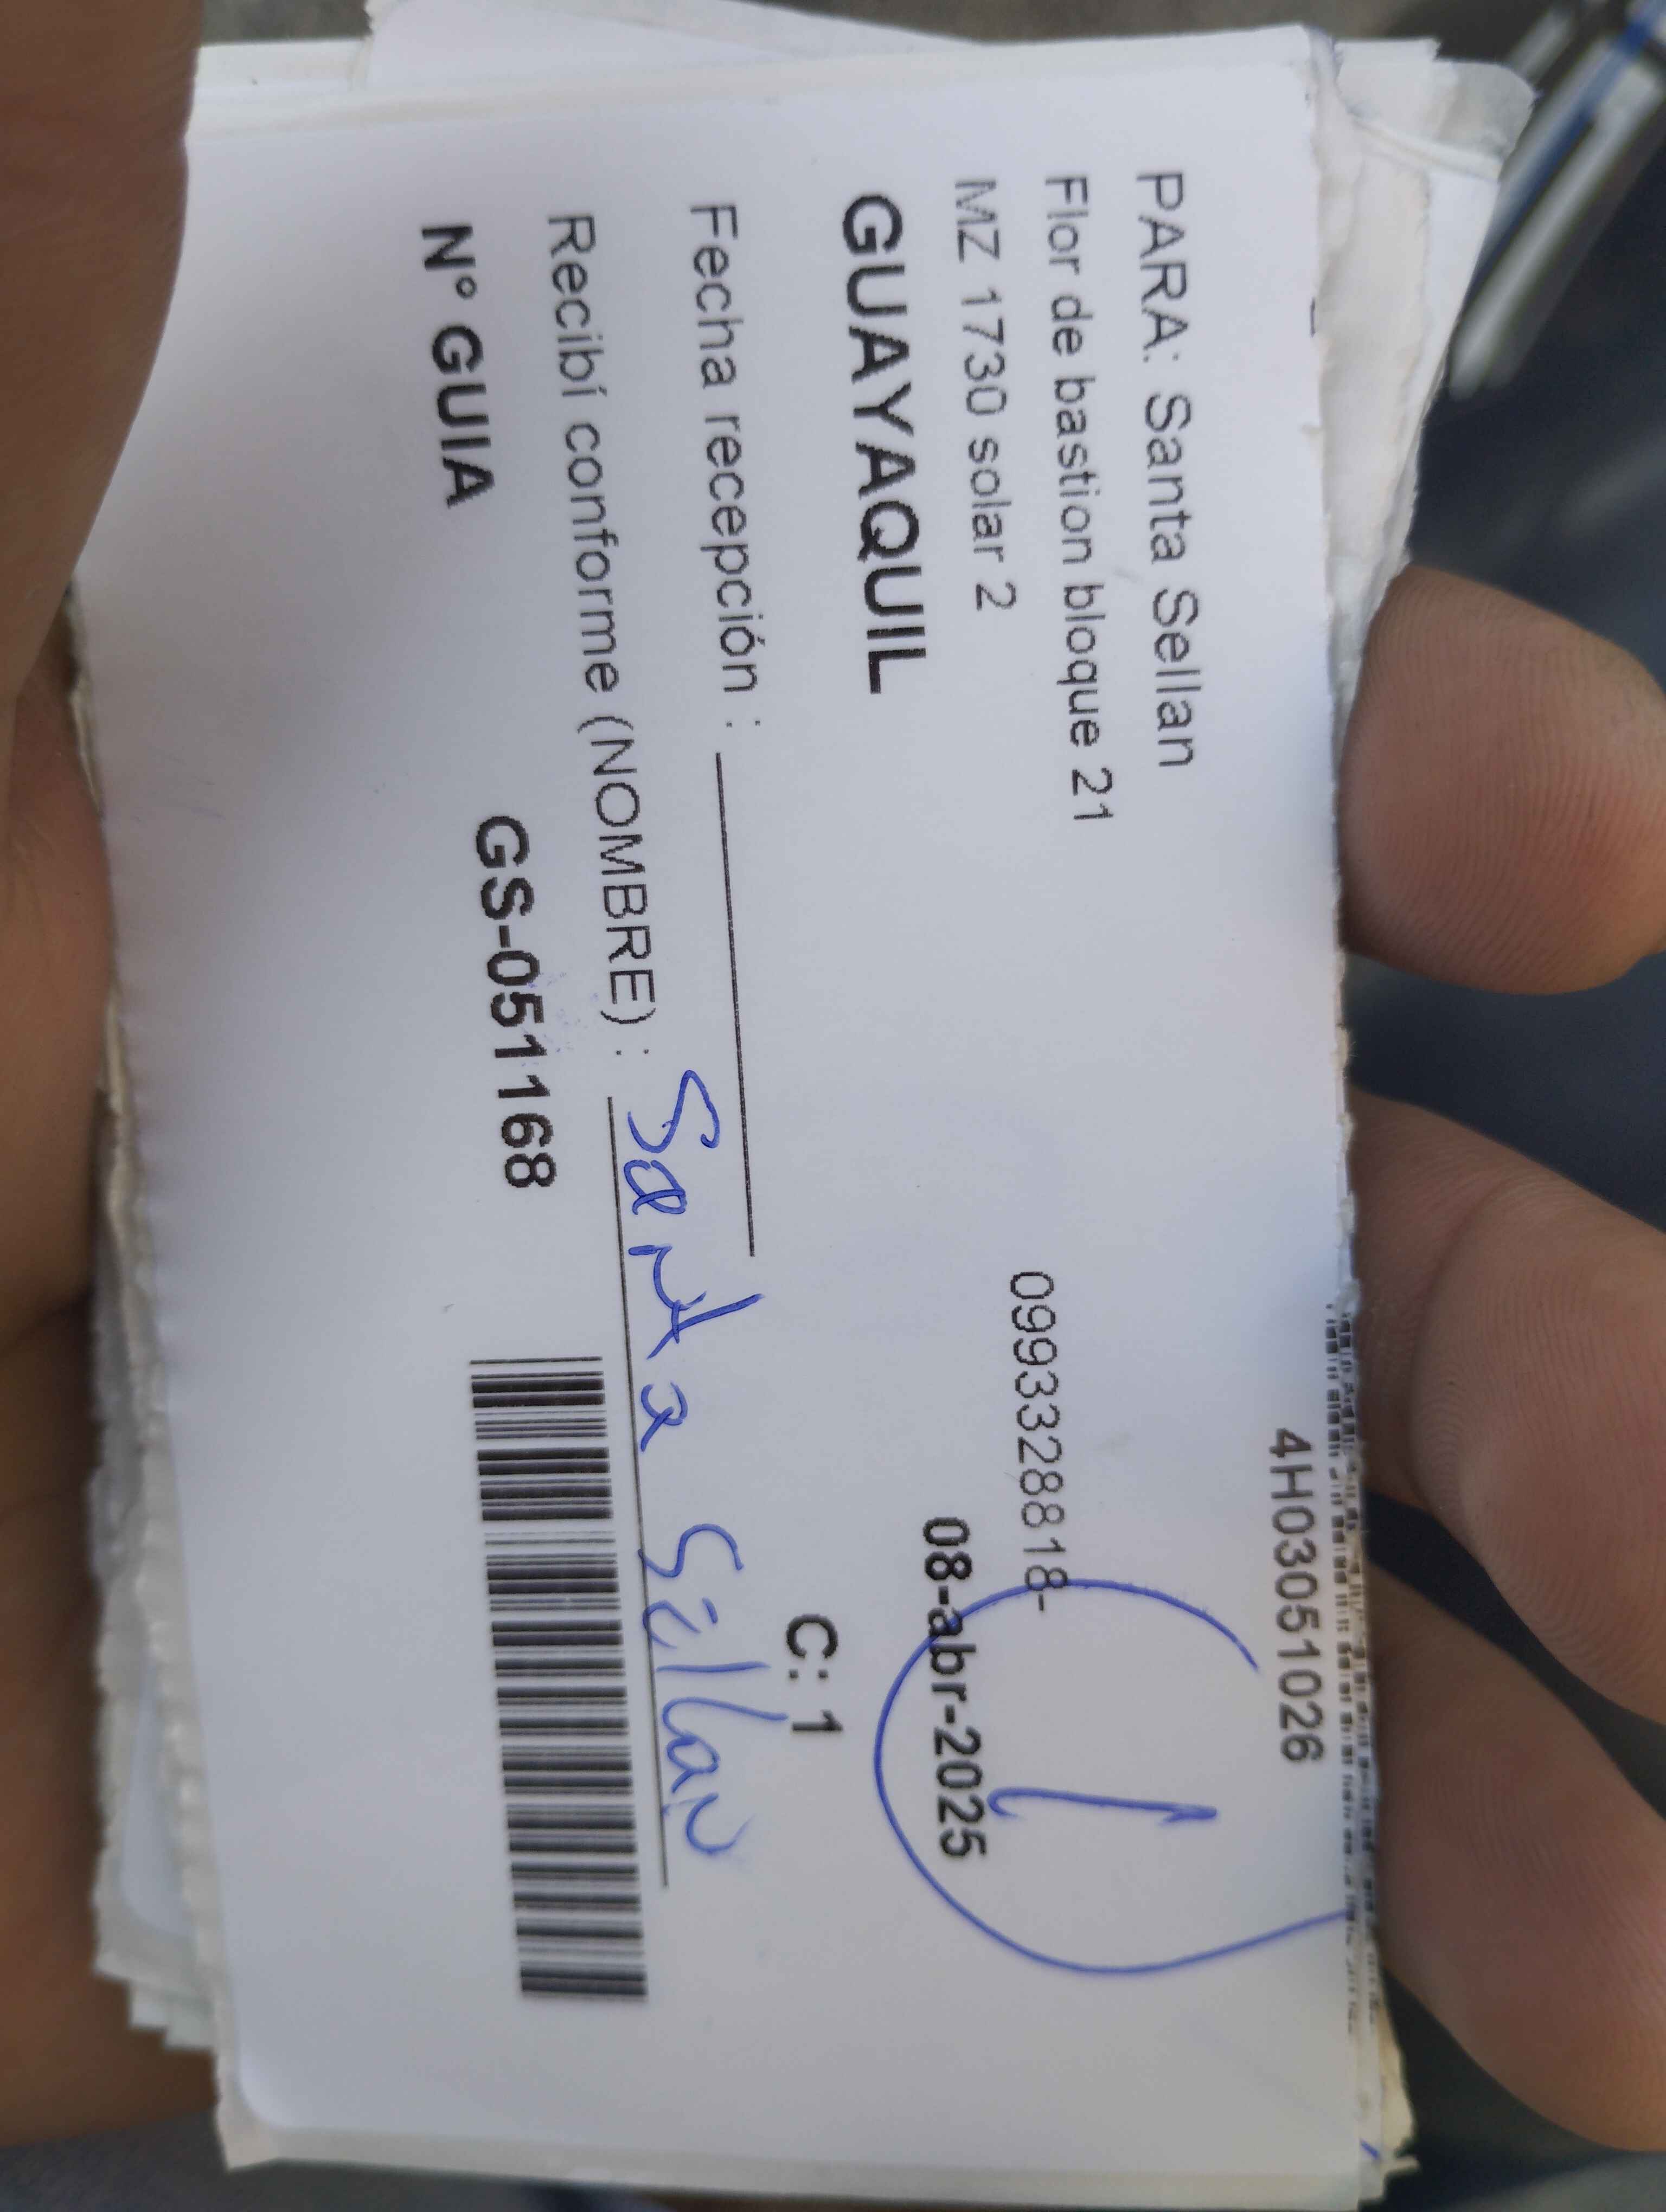 4H03051026
PARA: Santa Sellan
Flor de bastion bloque 21
0993328818-
MZ 1730 solar 2
08-abr-2025
GUAYAQUIL
C: 1
Fecha recepción :
Recibí conforme (NOMBRE) : Santa Sellan
N° GUIA GS-051168